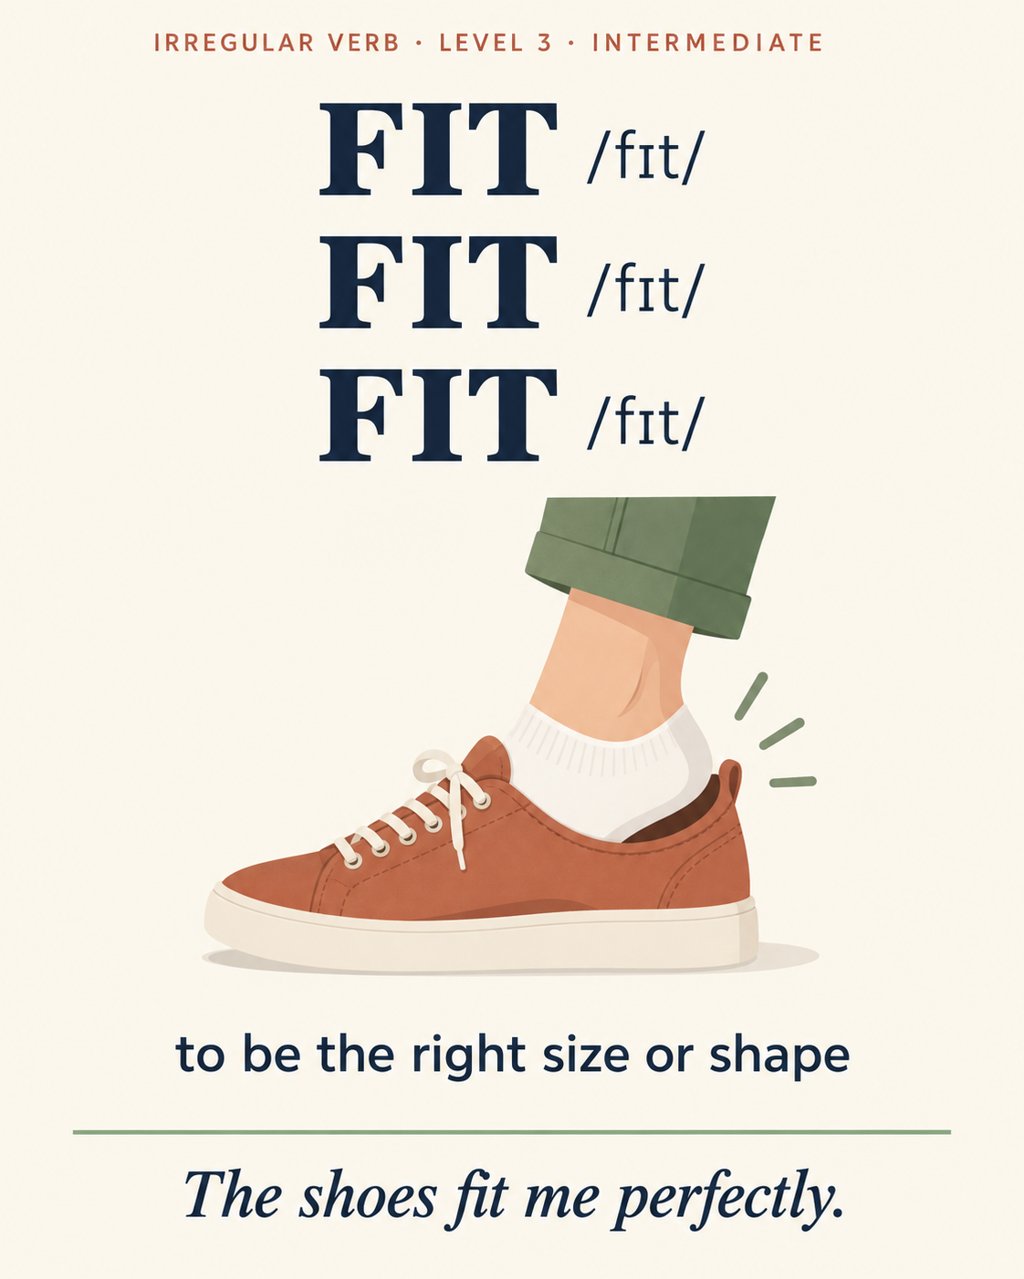 IRREGULAR VERB · LEVEL 3 · INTERMEDIATE
FIT /fɪt/
FIT /fɪt/
FIT /fɪt/
to be the right size or shape
The shoes fit me perfectly.